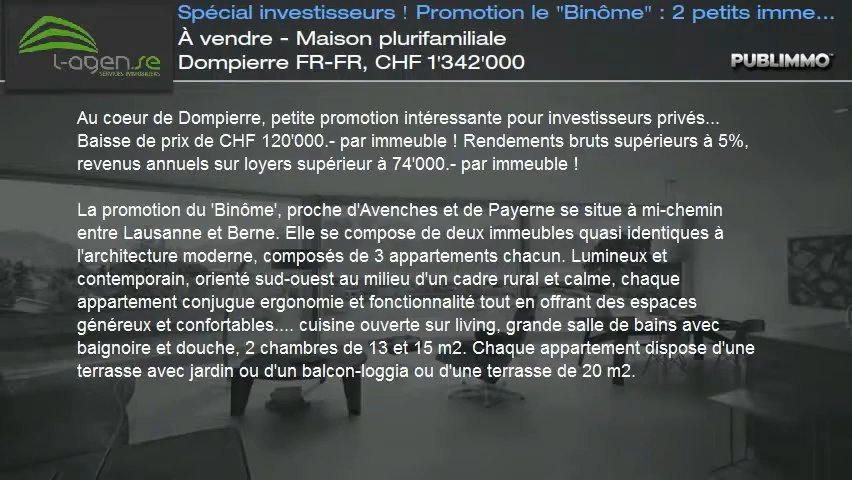 Spécial investisseurs ! Promotion le "Binôme" : 2 petits imme...
À vendre - Maison plurifamiliale
Dompierre FR-FR, CHF 1'342'000
l-agen.se
SERVICES IMMOBILIERS
PUBLIMMO
Au coeur de Dompierre, petite promotion intéressante pour investisseurs privés...
Baisse de prix de CHF 120'000.- par immeuble ! Rendements bruts supérieurs à 5%,
revenus annuels sur loyers supérieur à 74'000.- par immeuble !
La promotion du 'Binôme', proche d'Avenches et de Payerne se situe à mi-chemin
entre Lausanne et Berne. Elle se compose de deux immeubles quasi identiques à
l'architecture moderne, composés de 3 appartements chacun. Lumineux et
contemporain, orienté sud-ouest au milieu d'un cadre rural et calme, chaque
appartement conjugue ergonomie et fonctionnalité tout en offrant des espaces
généreux et confortables.... cuisine ouverte sur living, grande salle de bains avec
baignoire et douche, 2 chambres de 13 et 15 m2. Chaque appartement dispose d'une
terrasse avec jardin ou d'un balcon-loggia ou d'une terrasse de 20 m2.